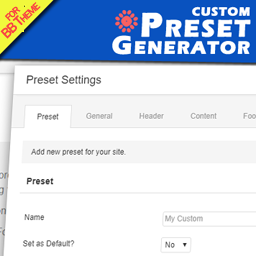 FOR
BB THEME
CUSTOM
PRESET
GENERATOR
Preset Settings
Preset General Header Content Foo
Add new preset for your site.
Preset
Name My Custom
Set as Default? No